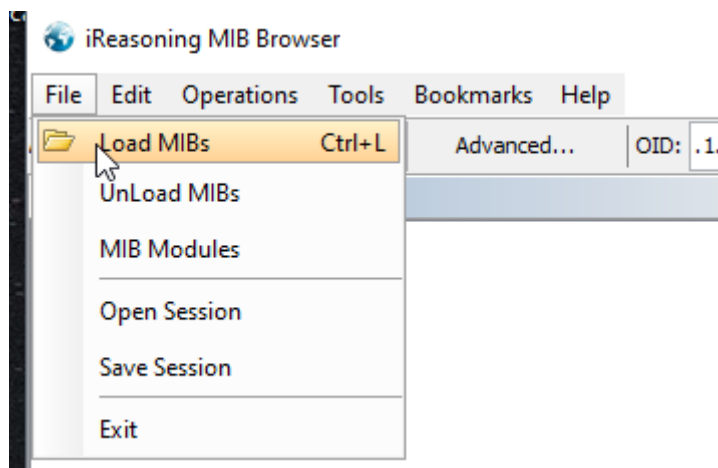 iReasoning MIB Browser
File Edit Operations Tools Bookmarks Help
Load MIBs Ctrl+L Advanced... OID: .1.
UnLoad MIBs
MIB Modules
Open Session
Save Session
Exit